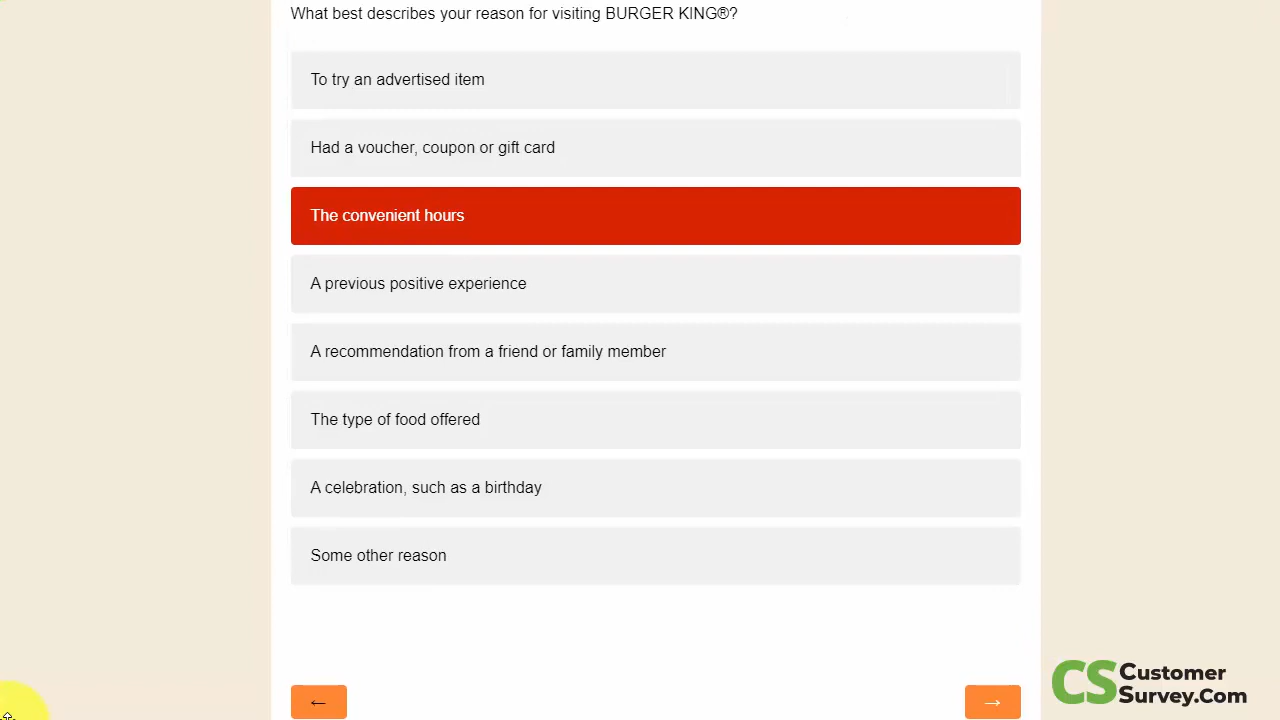 What best describes your reason for visiting BURGER KING®?
To try an advertised item
Had a voucher, coupon or gift card
The convenient hours
A previous positive experience
A recommendation from a friend or family member
The type of food offered
A celebration, such as a birthday
Some other reason
← →
CS Customer
Survey.Com